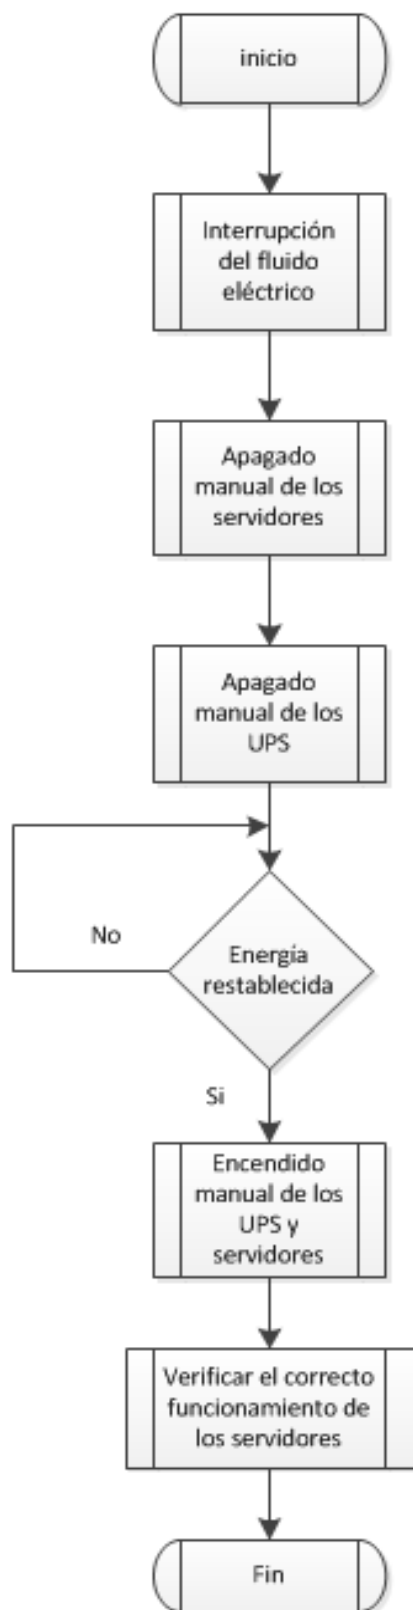 inicio
Interrupción
del fluido
eléctrico
Apagado
manual de los
servidores
Apagado
manual de los
UPS
No
Energía
restablecida
Si
Encendido
manual de los
UPS y
servidores
Verificar el correcto
funcionamiento de
los servidores
Fin